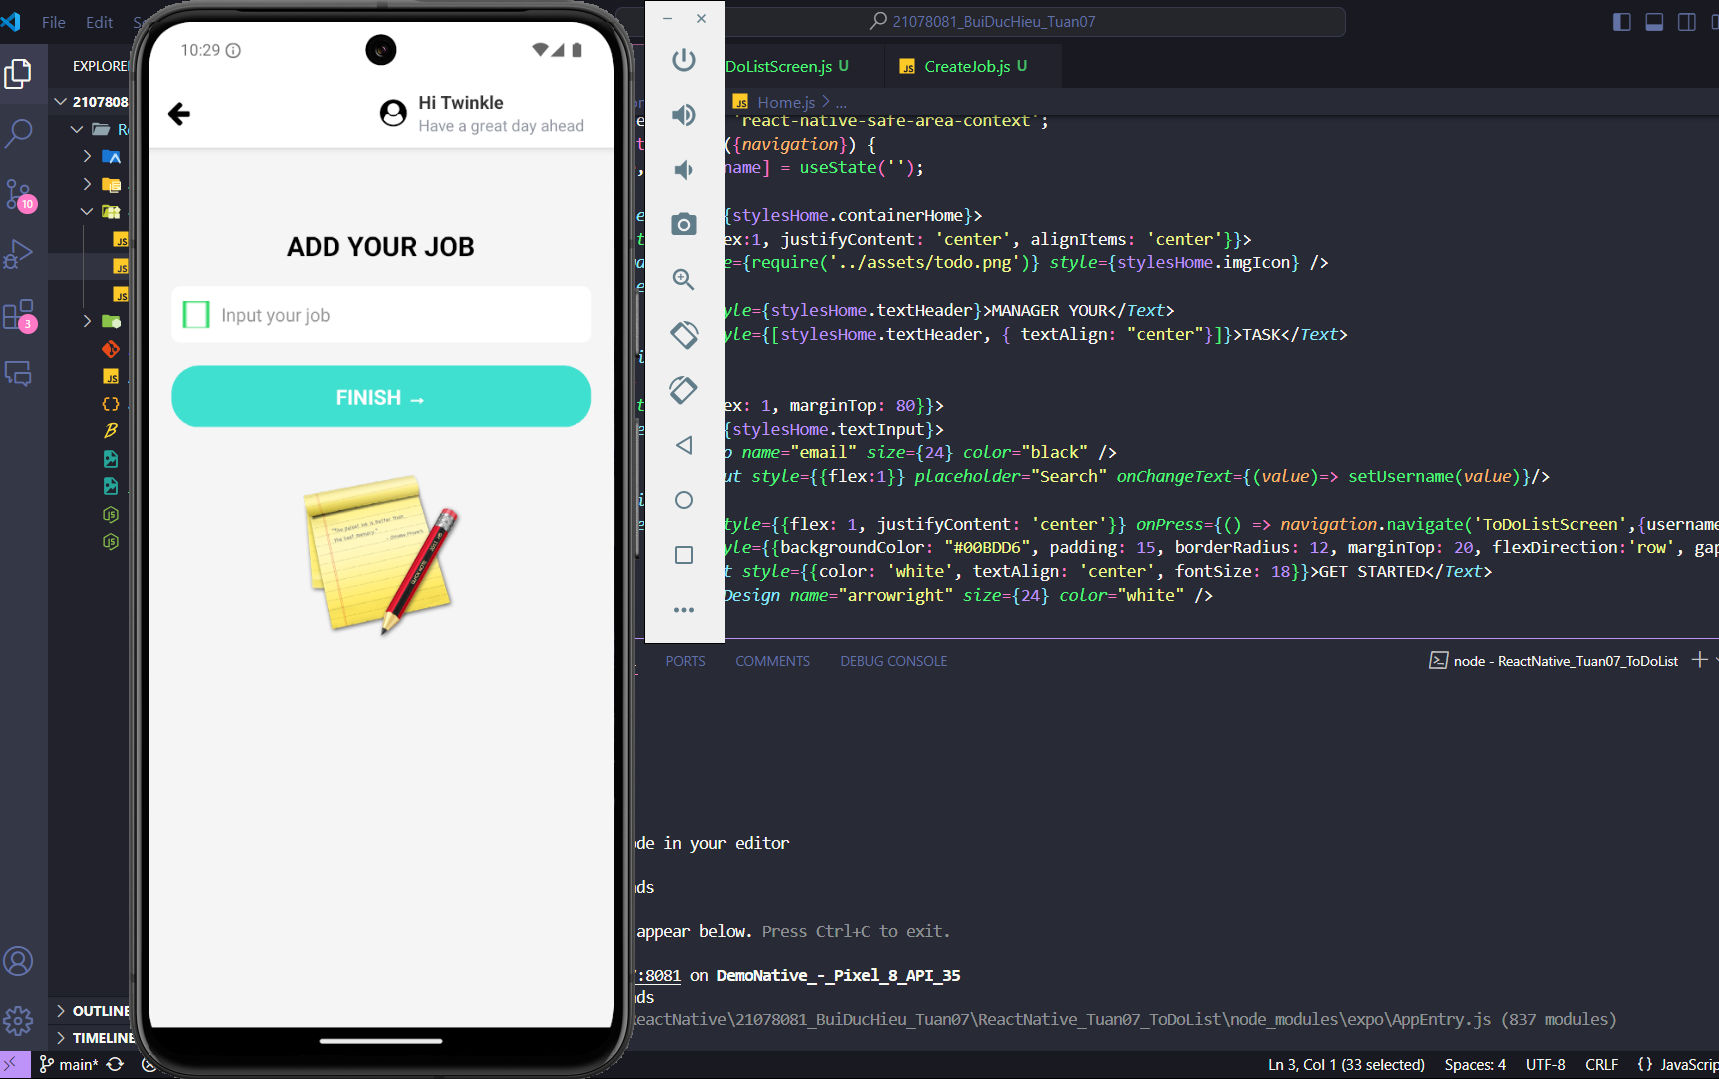 File Edit
21078081_BuiDucHieu_Tuan07
EXPLORE
2107808
DoListScreen.js U
CreateJob.js U
Home.js > ...
10
3
OUTLINE
TIMELINE
10:29
Hi Twinkle
Have a great day ahead
ADD YOUR JOB
Input your job
FINISH →
'react-native-safe-area-context';
({navigation}) {
name] = useState('');
{stylesHome.containerHome}>
ex:1, justifyContent: 'center', alignItems: 'center'}}>
e={require('../assets/todo.png')} style={stylesHome.imgIcon} />
yle={stylesHome.textHeader}>MANAGER YOUR</Text>
yle={[stylesHome.textHeader, { textAlign: "center"}]}>TASK</Text>
ex: 1, marginTop: 80}}>
{stylesHome.textInput}>
o name="email" size={24} color="black" />
ut style={{flex:1}} placeholder="Search" onChangeText={(value)=> setUsername(value)}/>
style={{flex: 1, justifyContent: 'center'}} onPress={() => navigation.navigate('ToDoListScreen',{username
yle={{backgroundColor: "#00BDD6", padding: 15, borderRadius: 12, marginTop: 20, flexDirection:'row', gap
t style={{color: 'white', textAlign: 'center', fontSize: 18}}>GET STARTED</Text>
Design name="arrowright" size={24} color="white" />
PORTS COMMENTS DEBUG CONSOLE
node - ReactNative_Tuan07_ToDoList
ode in your editor
nds
appear below. Press Ctrl+C to exit.
:8081 on DemoNative_-_Pixel_8_API_35
nds
ReactNative\21078081_BuiDucHieu_Tuan07\ReactNative_Tuan07_ToDoList\node_modules\expo\AppEntry.js (837 modules)
main*
Ln 3, Col 1 (33 selected) Spaces: 4 UTF-8 CRLF {} JavaScrip